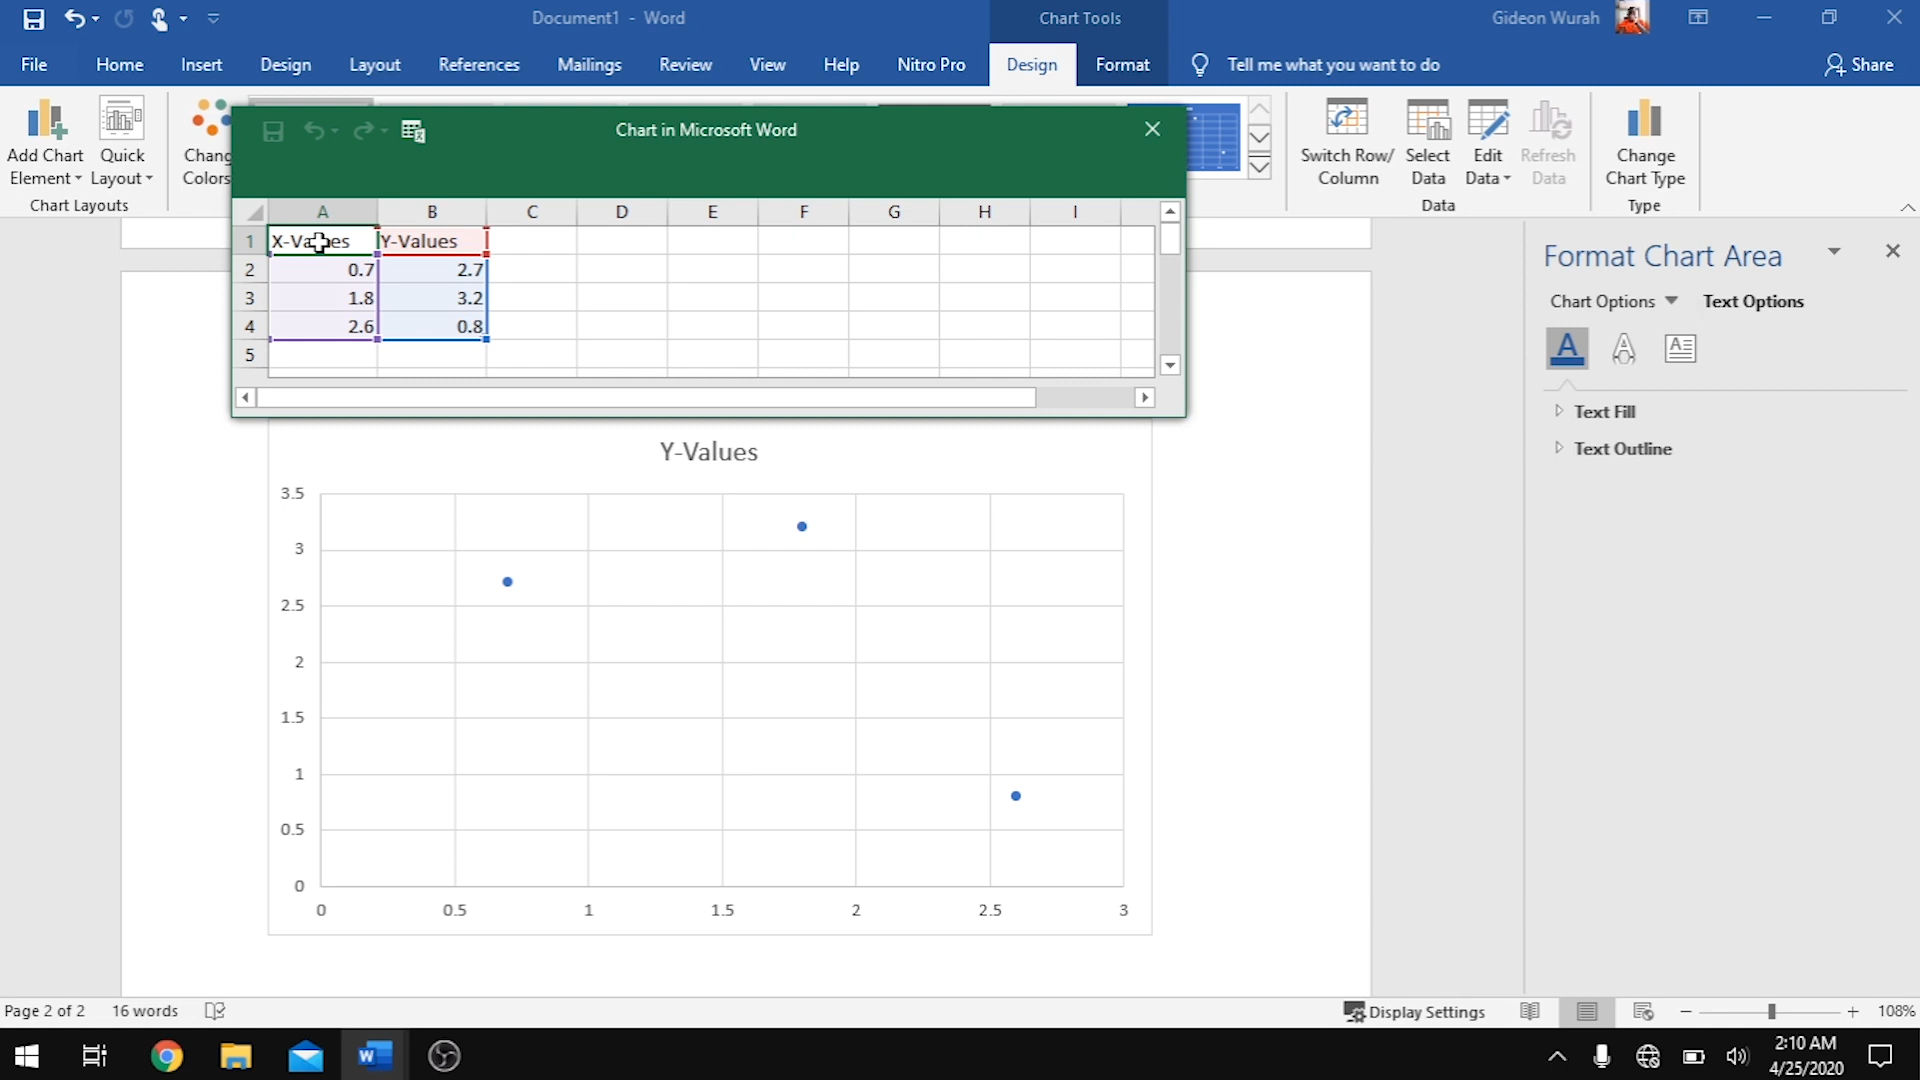 Document1 - Word
Chart Tools
Gideon Wurah
File
Home
Insert
Design
Layout
References
Mailings
Review
View
Help
Nitro Pro
Design
Format
Tell me what you want to do
Share
Add Chart
Element
Quick
Layout
Chart Layouts
Chang
Colors
Switch Row/
Column
Select
Data
Edit
Data
Refresh
Data
Data
Change
Chart Type
Type
Chart in Microsoft Word
A B C D E F G H I
1 X-Values Y-Values
2 0.7 2.7
3 1.8 3.2
4 2.6 0.8
5
Format Chart Area
Chart Options
Text Options
A A
Text Fill
Text Outline
Y-Values
3.5
3
2.5
2
1.5
1
0.5
0
0 0.5 1 1.5 2 2.5 3
Page 2 of 2
16 words
Display Settings
108%
2:10 AM
4/25/2020